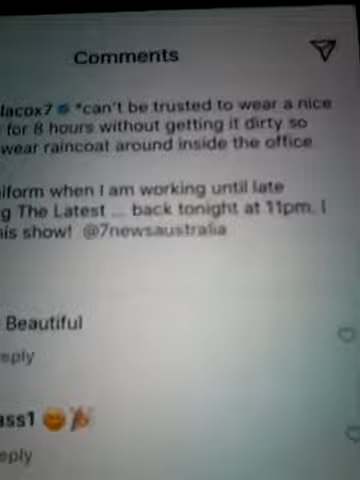 Comments
lacox7 *can't be trusted to wear a nice
for 8 hours without getting it dirty so
wear raincoat around inside the office
iform when I am working until late
g The Latest ... back tonight at 11pm. I
his show! @7newsaustralia
Beautiful
eply
ass1 😊🎉
eply